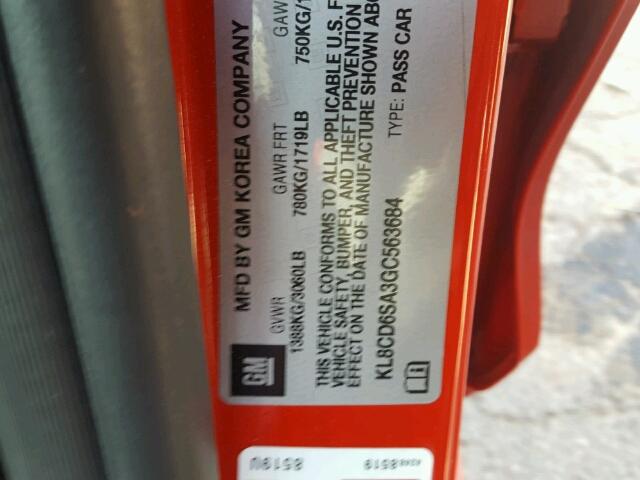 MFD BY GM KOREA COMPANY
GVWR GAWR FRT GAW
1388KG/3060LB 780KG/1719LB 750KG/1
THIS VEHICLE CONFORMS TO ALL APPLICABLE U.S. F
VEHICLE SAFETY, BUMPER, AND THEFT PREVENTION
EFFECT ON THE DATE OF MANUFACTURE SHOWN ABO
KL8CD6SA3GC563684 TYPE: PASS CAR
GM